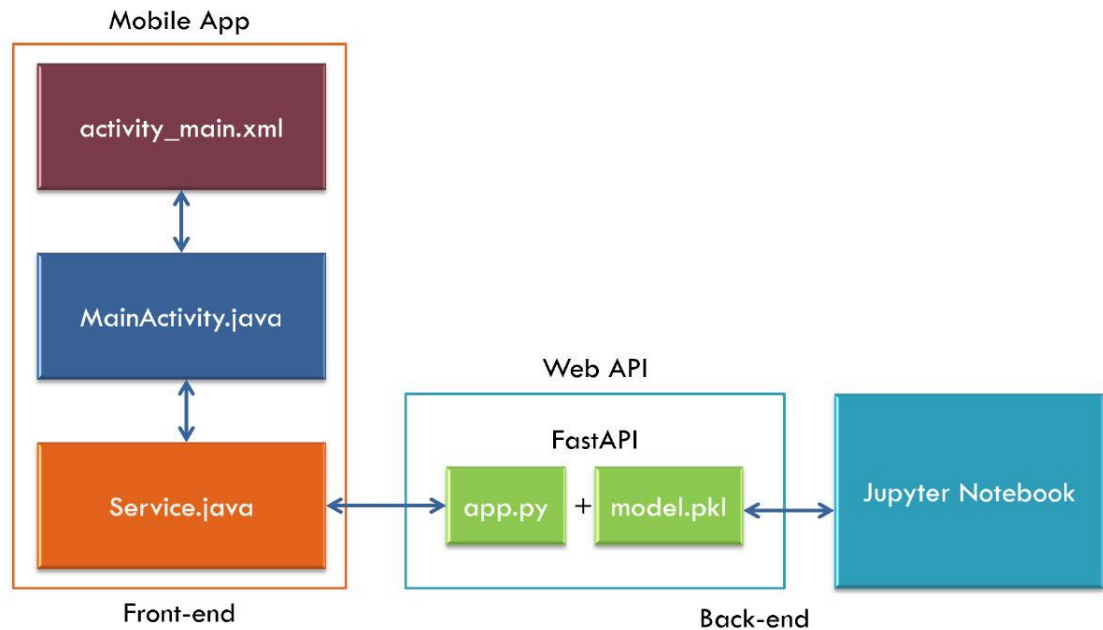 Mobile App
activity_main.xml
MainActivity.java
Service.java
Front-end
Web API
FastAPI
app.py + model.pkl
Jupyter Notebook
Back-end